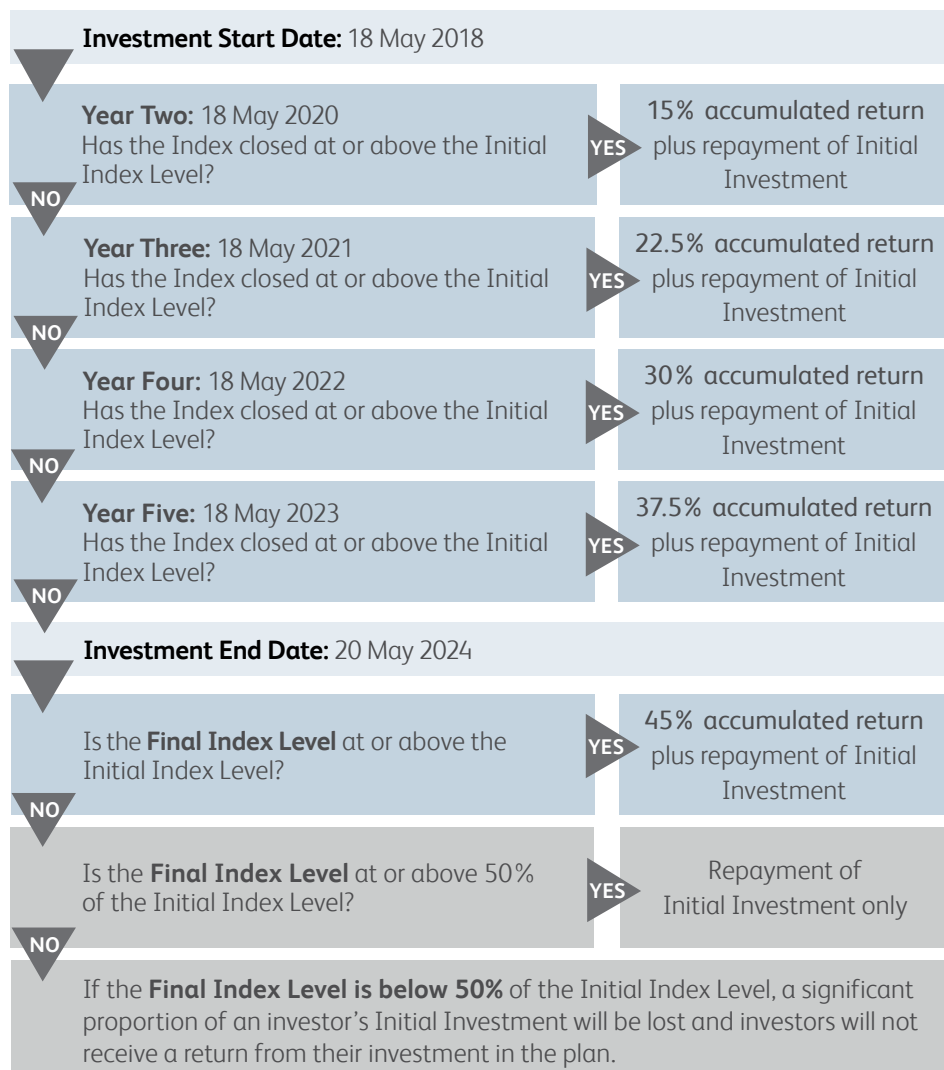 Investment Start Date: 18 May 2018
Year Two: 18 May 2020
Has the Index closed at or above the Initial
Index Level?
NO
YES
15% accumulated return
plus repayment of Initial
Investment
Year Three: 18 May 2021
Has the Index closed at or above the Initial
Index Level?
NO
YES
22.5% accumulated return
plus repayment of Initial
Investment
Year Four: 18 May 2022
Has the Index closed at or above the Initial
Index Level?
NO
YES
30% accumulated return
plus repayment of Initial
Investment
Year Five: 18 May 2023
Has the Index closed at or above the Initial
Index Level?
NO
YES
37.5% accumulated return
plus repayment of Initial
Investment
Investment End Date: 20 May 2024
Is the Final Index Level at or above the
Initial Index Level?
NO
YES
45% accumulated return
plus repayment of Initial
Investment
Is the Final Index Level at or above 50%
of the Initial Index Level?
NO
YES
Repayment of
Initial Investment only
If the Final Index Level is below 50% of the Initial Index Level, a significant
proportion of an investor’s Initial Investment will be lost and investors will not
receive a return from their investment in the plan.